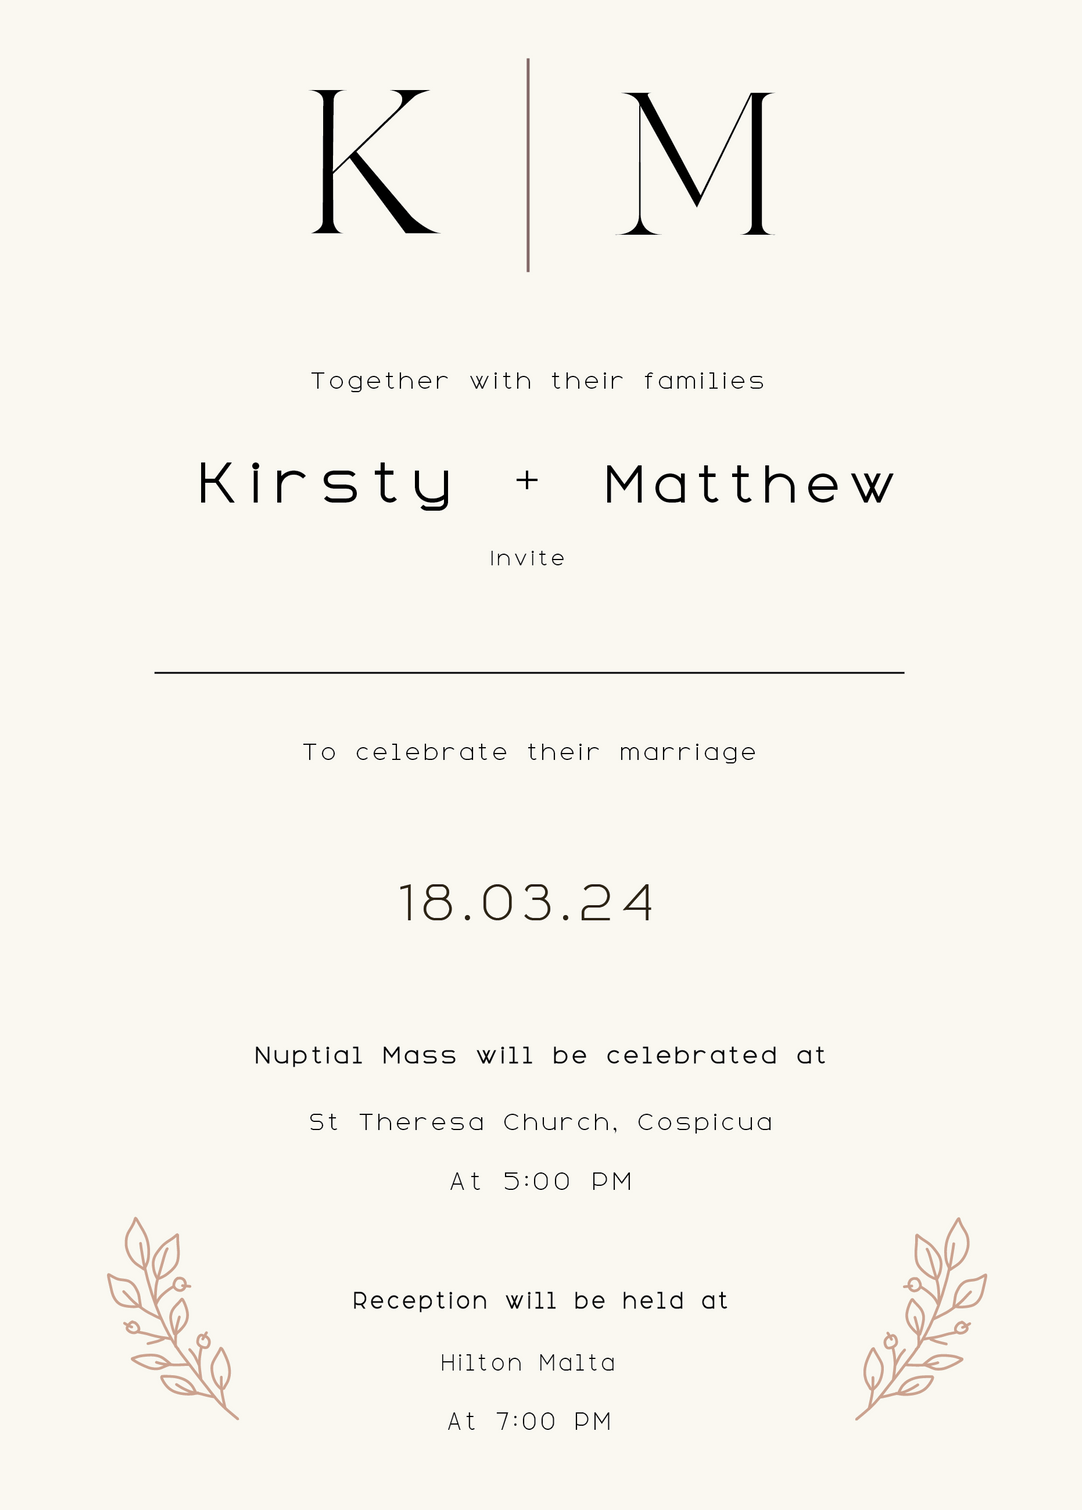 K | M
Together with their families
Kirsty + Matthew
Invite
To celebrate their marriage
18.03.24
Nuptial Mass will be celebrated at
St Theresa Church, Cospicua
At 5:00 PM
Reception will be held at
Hilton Malta
At 7:00 PM